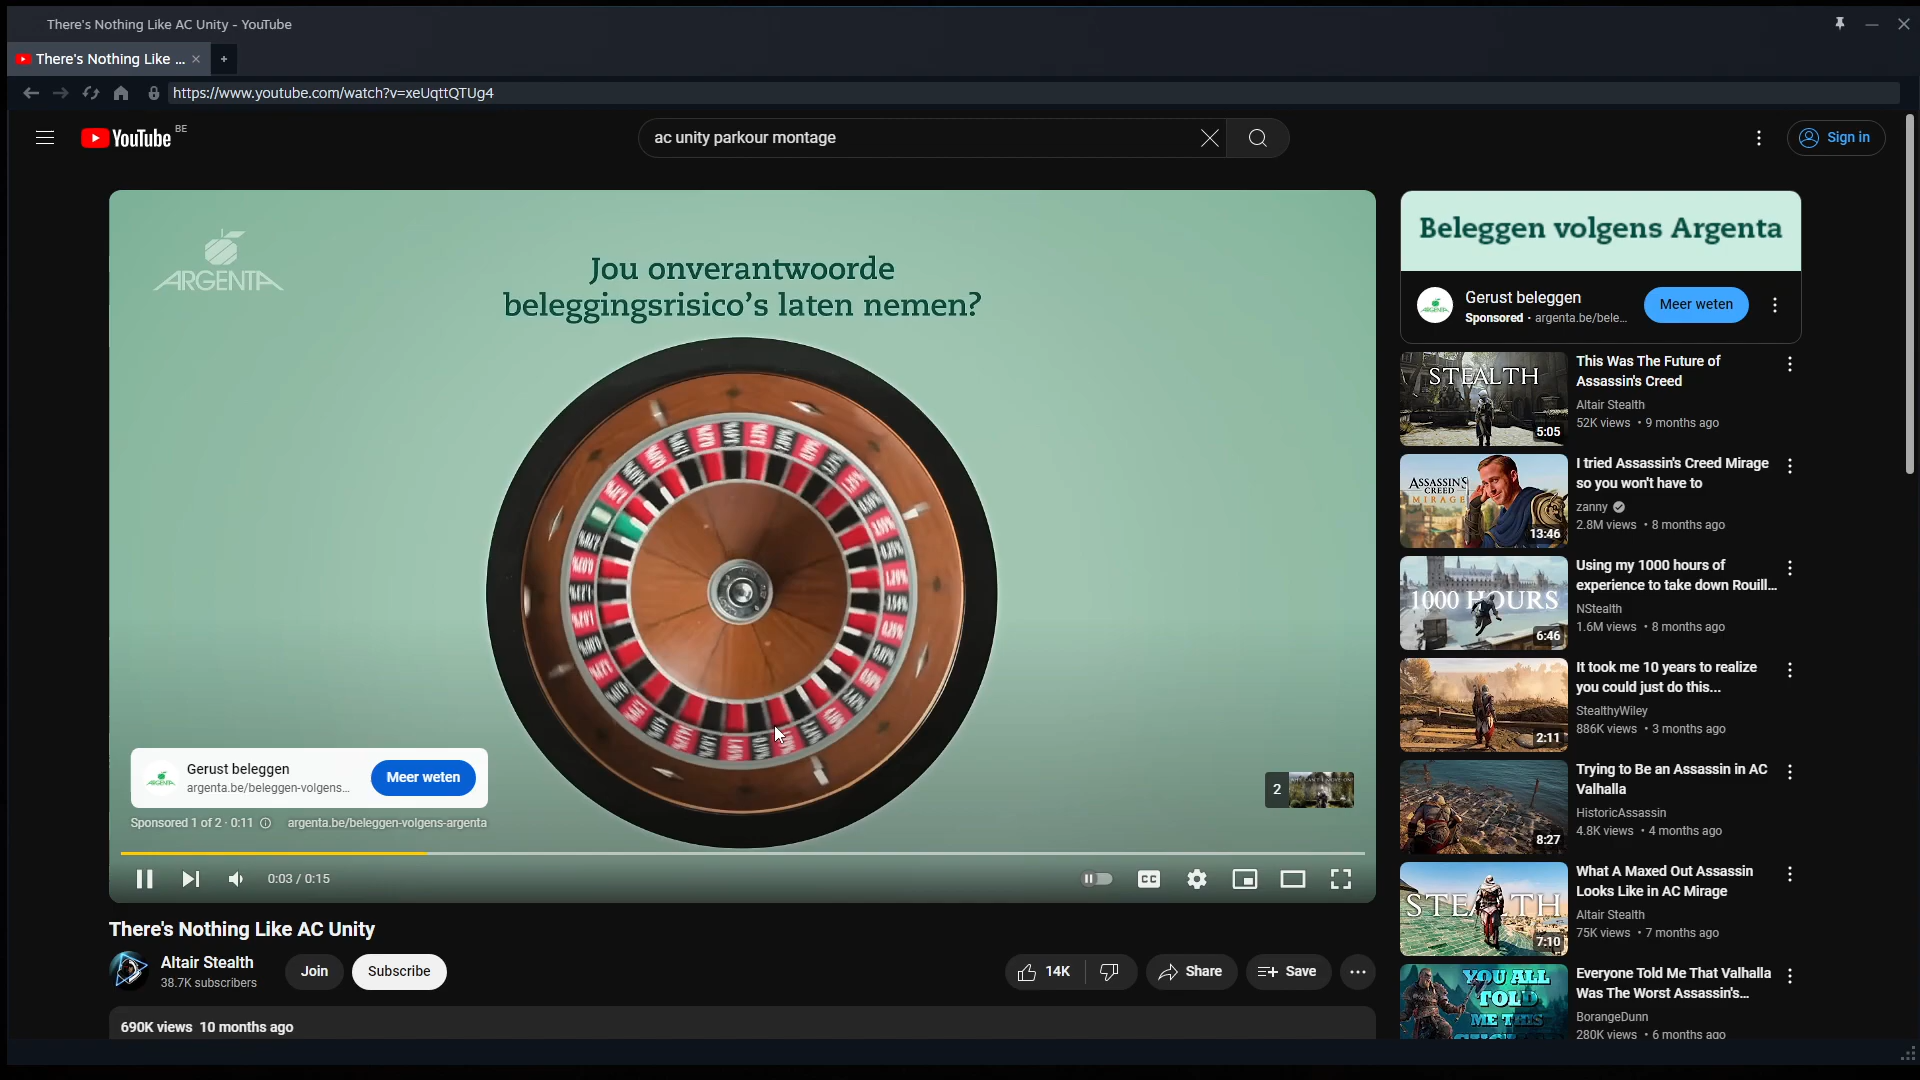 There's Nothing Like AC Unity - YouTube
There's Nothing Like ...
https://www.youtube.com/watch?v=xeUqttQTUg4
YouTube BE
ac unity parkour montage
Sign in
ARGENTA
Jou onverantwoorde
beleggingsrisico's laten nemen?
Gerust beleggen
argenta.be/beleggen-volgens...
Meer weten
2
Sponsored 1 of 2 · 0:11
argenta.be/beleggen-volgens-argenta
0:03 / 0:15
CC
There's Nothing Like AC Unity
Altair Stealth
38.7K subscribers
Join
Subscribe
14K
Share
Save
690K views 10 months ago
Beleggen volgens Argenta
Gerust beleggen
Sponsored · argenta.be/bele...
Meer weten
STEALTH
5:05
This Was The Future of
Assassin's Creed
Altair Stealth
52K views • 9 months ago
ASSASSIN'S
CREED
MIRAGE
13:46
I tried Assassin's Creed Mirage
so you won't have to
zanny
2.8M views • 8 months ago
1000 HOURS
6:46
Using my 1000 hours of
experience to take down Rouill...
NStealth
1.6M views • 8 months ago
2:11
It took me 10 years to realize
you could just do this...
StealthyWiley
886K views • 3 months ago
8:27
Trying to Be an Assassin in AC
Valhalla
HistoricAssassin
4.8K views • 4 months ago
STEALTH
7:10
What A Maxed Out Assassin
Looks Like in AC Mirage
Altair Stealth
75K views • 7 months ago
YOU ALL
TOLD
ME THIS
Everyone Told Me That Valhalla
Was The Worst Assassin's...
BorangeDunn
280K views • 6 months ago